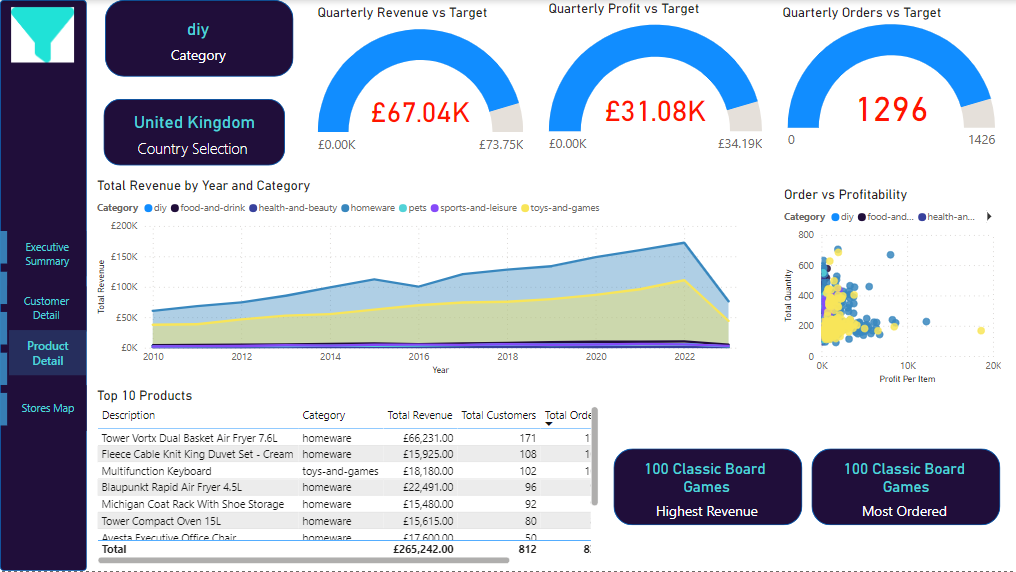 diy
Category
United Kingdom
Country Selection
Quarterly Revenue vs Target
£67.04K
£0.00K
£73.75K
Quarterly Profit vs Target
£31.08K
£0.00K
£34.19K
Quarterly Orders vs Target
1296
0
1426
Executive
Summary
Customer
Detail
Product
Detail
Stores Map
Total Revenue by Year and Category
Category diy food-and-drink health-and-beauty homeware pets sports-and-leisure toys-and-games
Total Revenue
£200K
£150K
£100K
£50K
£0K
2010 2012 2014 2016 2018 2020 2022
Year
Order vs Profitability
Category diy food-and... health-an...
Total Quantity
800
600
400
200
0
0K 10K 20K
Profit Per Item
Top 10 Products
Description Category Total Revenue Total Customers Total Orde
Tower Vortx Dual Basket Air Fryer 7.6L homeware £66,231.00 171 1
Fleece Cable Knit King Duvet Set - Cream homeware £15,925.00 108 1
Multifunction Keyboard toys-and-games £18,180.00 102 1
Blaupunkt Rapid Air Fryer 4.5L homeware £22,491.00 96
Michigan Coat Rack With Shoe Storage homeware £15,480.00 92
Tower Compact Oven 15L homeware £15,615.00 80
Avesta Executive Office Chair homeware £17,600.00 50
Total £265,242.00 812 8
100 Classic Board
Games
Highest Revenue
100 Classic Board
Games
Most Ordered